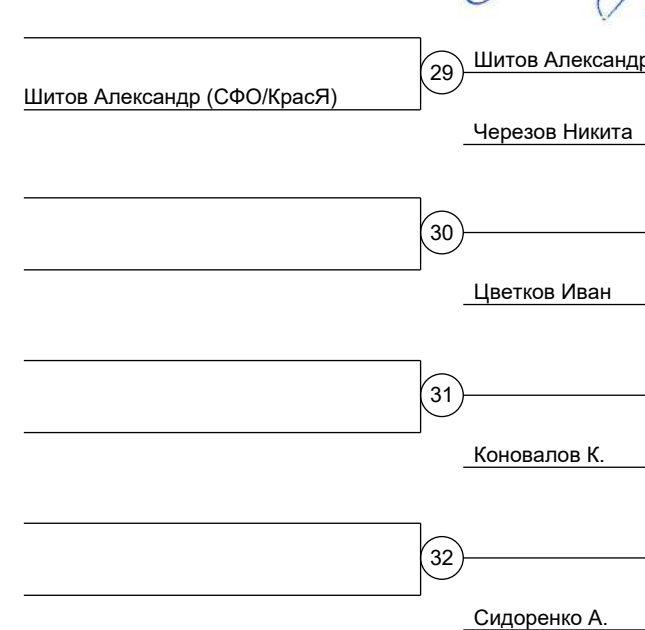 29
Шитов Александр
Шитов Александр (СФО/КрасЯ)
Черезов Никита
30
Цветков Иван
31
Коновалов К.
32
Сидоренко А.